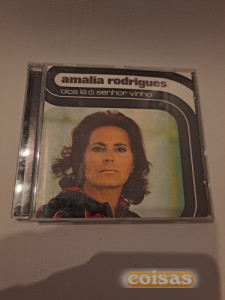 amalia rodrigues
oiça lá ó senhor vinho
coisas